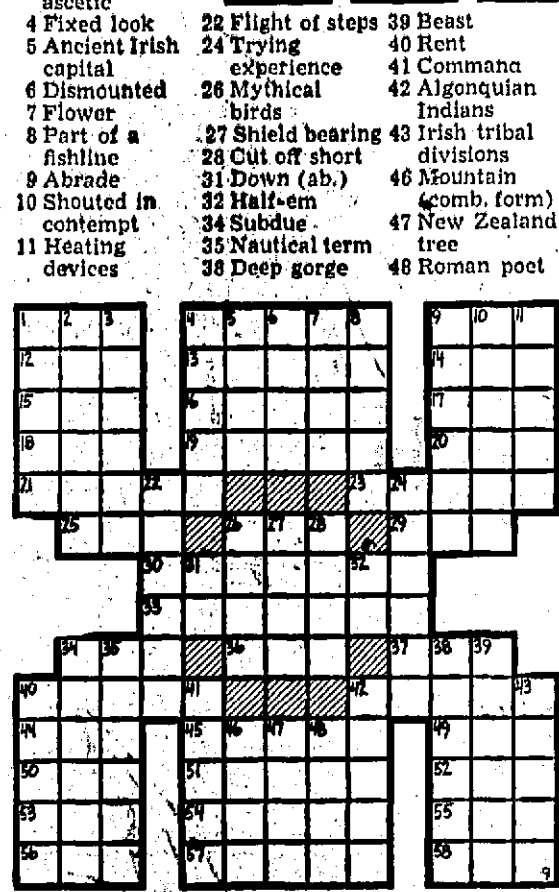 ascetic
4 Fixed look
5 Ancient Irish
capital
6 Dismounted
7 Flower
8 Part of a
fishline
9 Abrade
10 Shouted in
contempt
11 Heating
devices
22 Flight of steps
24 Trying
experience
26 Mythical
birds
27 Shield bearing
28 Cut off short
31 Down (ab.)
32 Half-em
34 Subdue
35 Nautical term
38 Deep gorge
39 Beast
40 Rent
41 Command
42 Algonquian
Indians
43 Irish tribal
divisions
46 Mountain
(comb. form)
47 New Zealand
tree
48 Roman poet
1 2 3 4 5 6 7 8 9 10 11
12 13 14
15 16 17
18 19 20
21 22 23 24
25 26 27 28 29
30 31 32
33
34 35 36 37 38 39
40 41 42 43
44 45 46 47 48 49
50 51 52
53 54 55
56 57 58
9